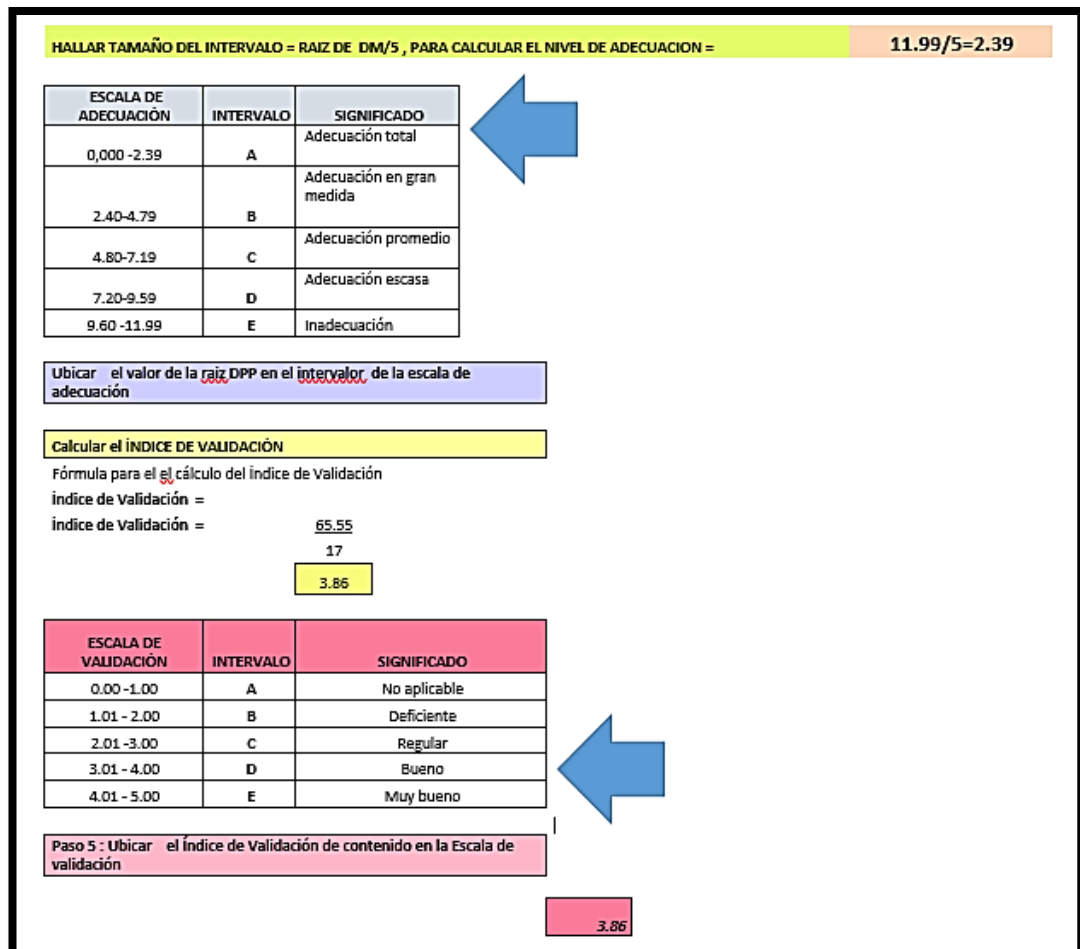 HALLAR TAMAÑO DEL INTERVALO = RAIZ DE DM/5 , PARA CALCULAR EL NIVEL DE ADECUACION = 11.99/5=2.39
ESCALA DE
ADECUACIÓN INTERVALO SIGNIFICADO
0,000 -2.39 A Adecuación total
2.40-4.79 B Adecuación en gran
medida
4.80-7.19 C Adecuación promedio
7.20-9.59 D Adecuación escasa
9.60 -11.99 E Inadecuación
Ubicar el valor de la raiz DPP en el intervalor de la escala de
adecuación
Calcular el ÍNDICE DE VALIDACIÓN
Fórmula para el el cálculo del Índice de Validación
Índice de Validación =
Índice de Validación = 65.55
17
3.86
ESCALA DE
VALIDACIÓN INTERVALO SIGNIFICADO
0.00 -1.00 A No aplicable
1.01 - 2.00 B Deficiente
2.01 -3.00 C Regular
3.01 - 4.00 D Bueno
4.01 - 5.00 E Muy bueno
Paso 5 : Ubicar el Índice de Validación de contenido en la Escala de
validación
3.86